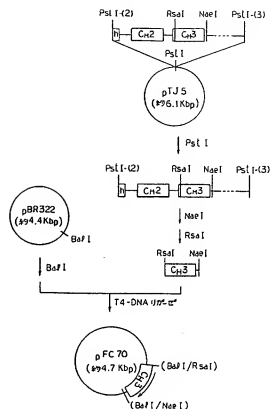 PstI-(2) RsaI NaeI PstI-(3)
h CH2 CH3
PstI
pTJ5
(約6.1Kbp)
PstI
PstI-(2) RsaI NaeI PstI-(3)
h CH2 CH3
NaeI
pBR322
(約4.4Kbp)
RsaI
BalI
RsaI NaeI
CH3
BalI
T4-DNAリガーゼ
pFC70
(約4.7Kbp)
CH3
(BalI/RsaI)
(BalI/NaeI)